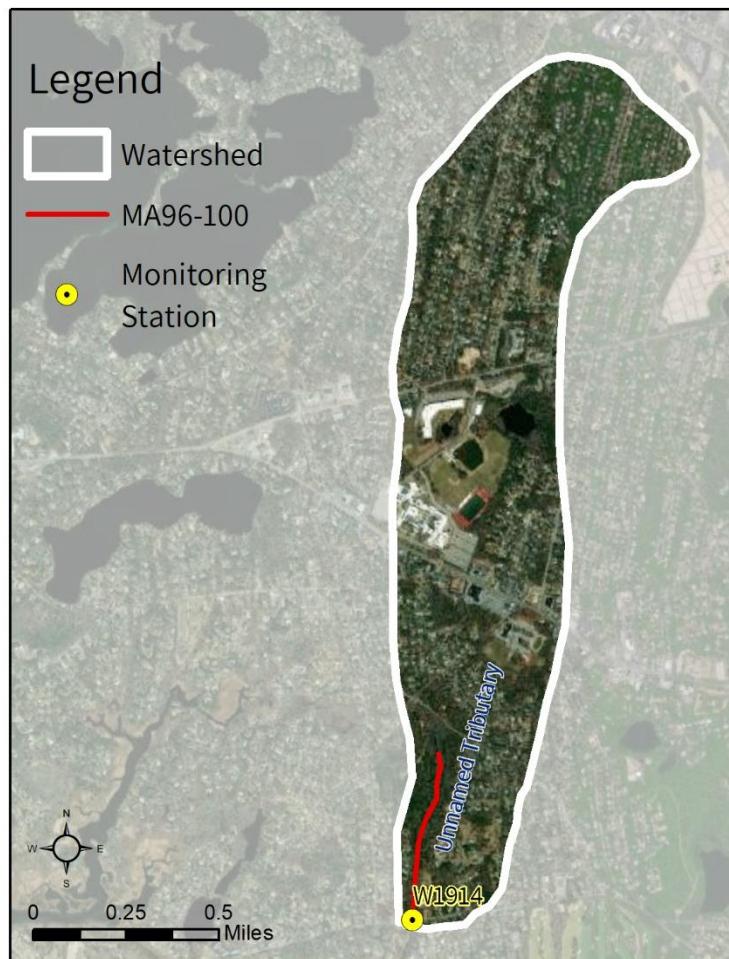 Legend
Watershed
MA96-100
Monitoring
Station
Unnamed Tributary
N
W E
S
W1914
0 0.25 0.5
Miles